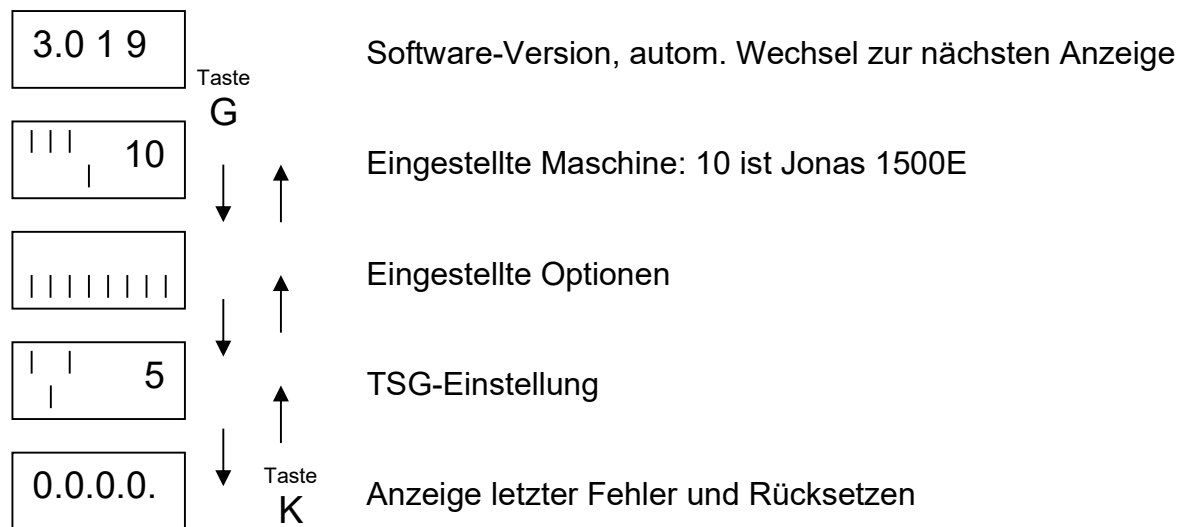 3.0 1 9 Software-Version, autom. Wechsel zur nächsten Anzeige
Taste
G
10 Eingestellte Maschine: 10 ist Jonas 1500E
Eingestellte Optionen
5 TSG-Einstellung
0.0.0.0. Anzeige letzter Fehler und Rücksetzen
Taste
K